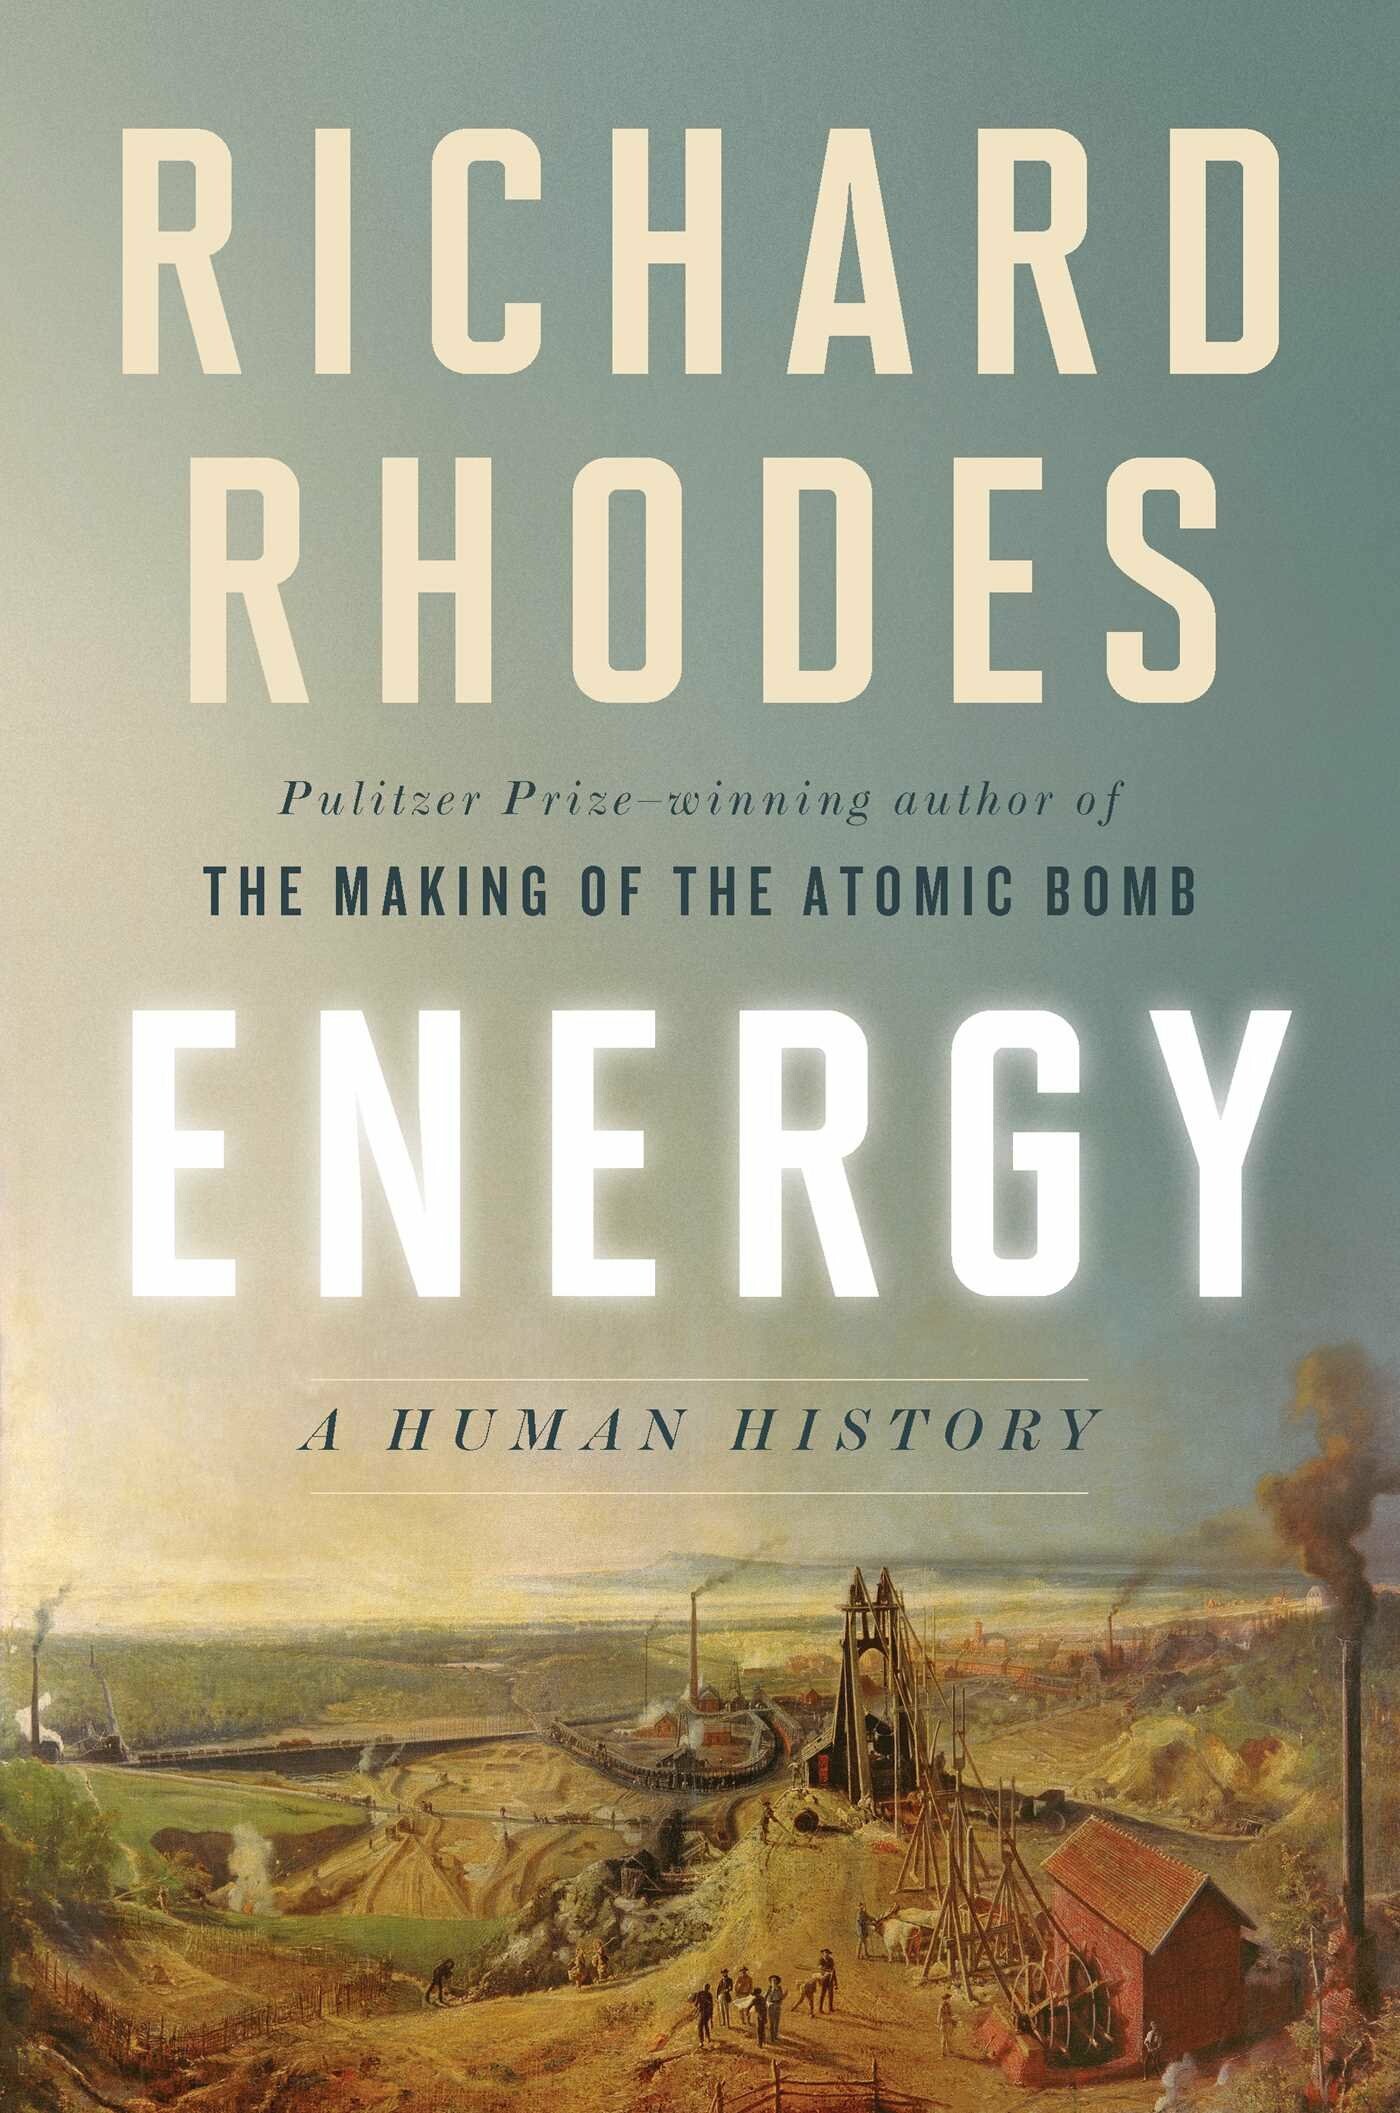 RICHARD
RHODES
Pulitzer Prize–winning author of
THE MAKING OF THE ATOMIC BOMB
ENERGY
A HUMAN HISTORY